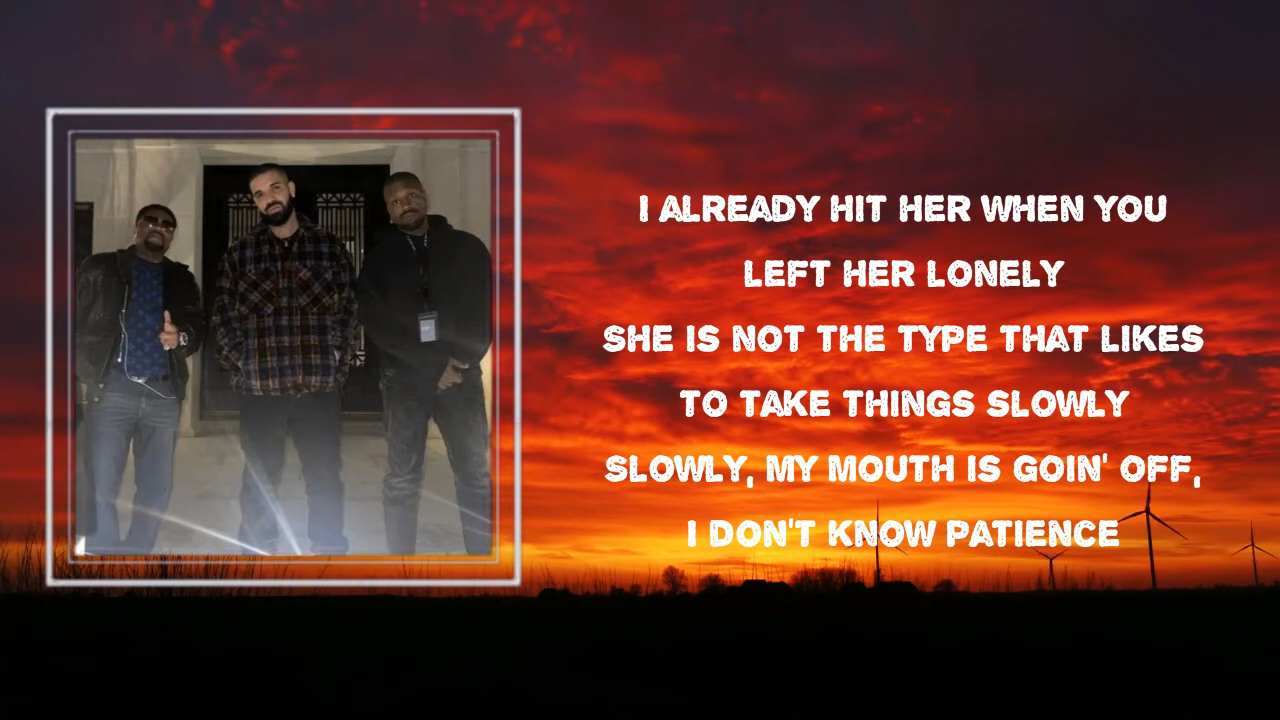 I ALREADY HIT HER WHEN YOU
LEFT HER LONELY
SHE IS NOT THE TYPE THAT LIKES
TO TAKE THINGS SLOWLY
SLOWLY, MY MOUTH IS GOIN' OFF,
I DON'T KNOW PATIENCE